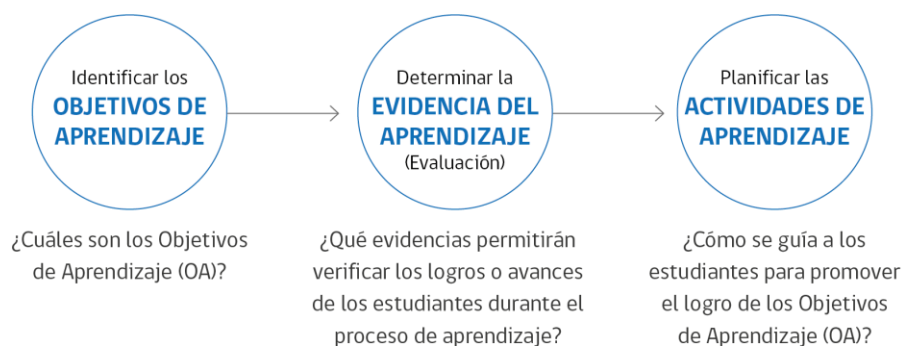 Identificar los
OBJETIVOS DE
APRENDIZAJE
Determinar la
EVIDENCIA DEL
APRENDIZAJE
(Evaluación)
Planificar las
ACTIVIDADES DE
APRENDIZAJE
¿Cuáles son los Objetivos
de Aprendizaje (OA)?
¿Qué evidencias permitirán
verificar los logros o avances
de los estudiantes durante el
proceso de aprendizaje?
¿Cómo se guía a los
estudiantes para promover
el logro de los Objetivos
de Aprendizaje (OA)?